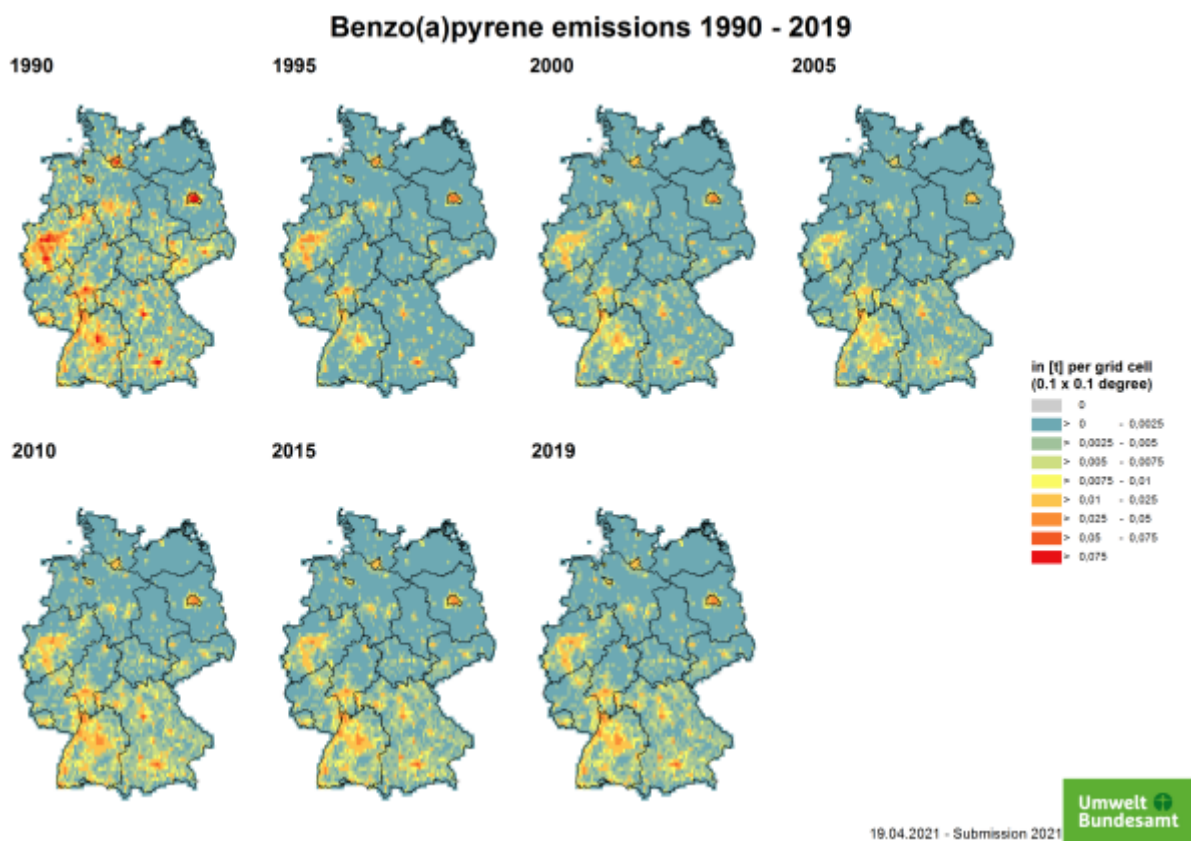 Benzo(a)pyrene emissions 1990 - 2019
1990
1995
2000
2005
in [t] per grid cell
(0.1 x 0.1 degree)
0
> 0 - 0,0025
> 0,0025 - 0,005
> 0,005 - 0,0075
> 0,0075 - 0,01
> 0,01 - 0,025
> 0,025 - 0,05
> 0,05 - 0,075
> 0,075
2010
2015
2019
19.04.2021 - Submission 2021
Umwelt
Bundesamt